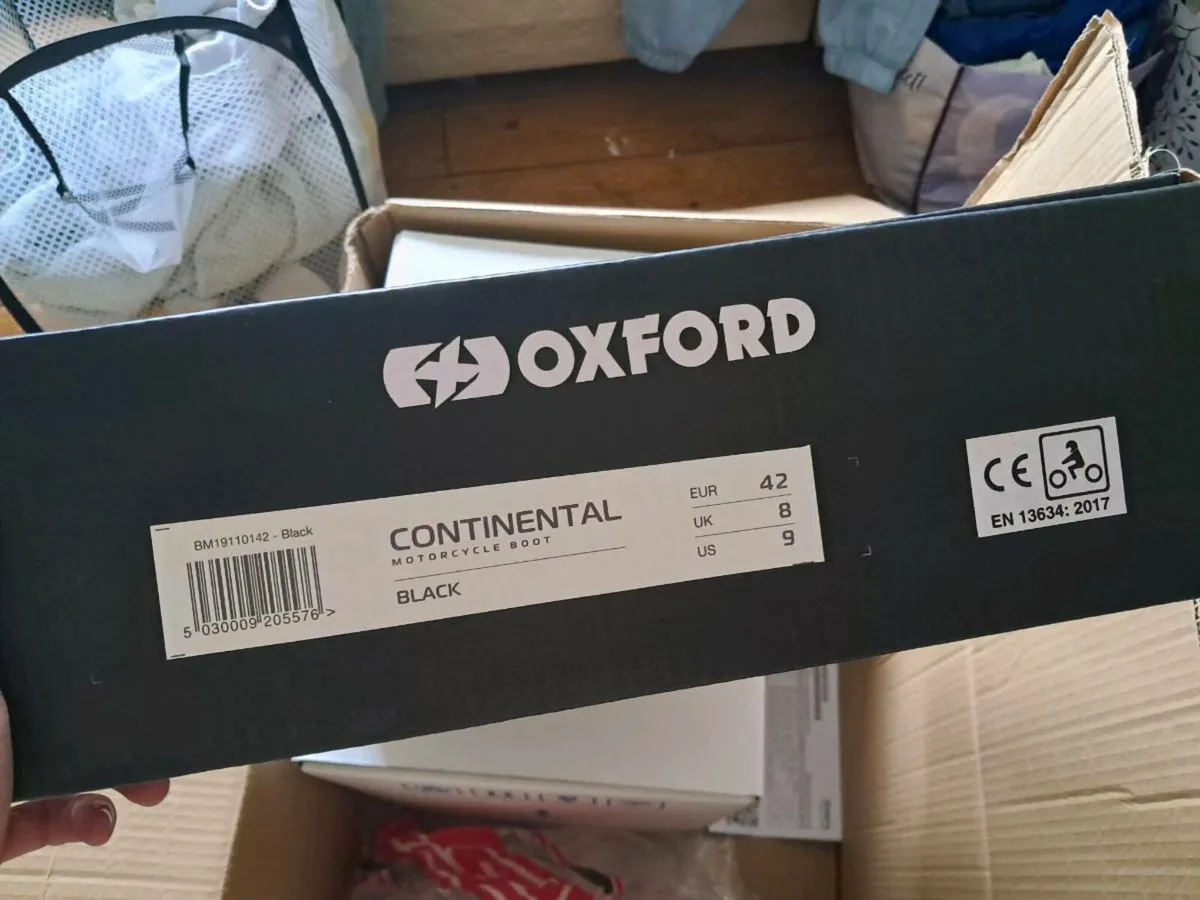 OXFORD
BM19110142 - Black
5 030009 205576 >
CONTINENTAL
MOTORCYCLE BOOT
BLACK
EUR 42
UK 8
US 9
CE
EN 13634: 2017